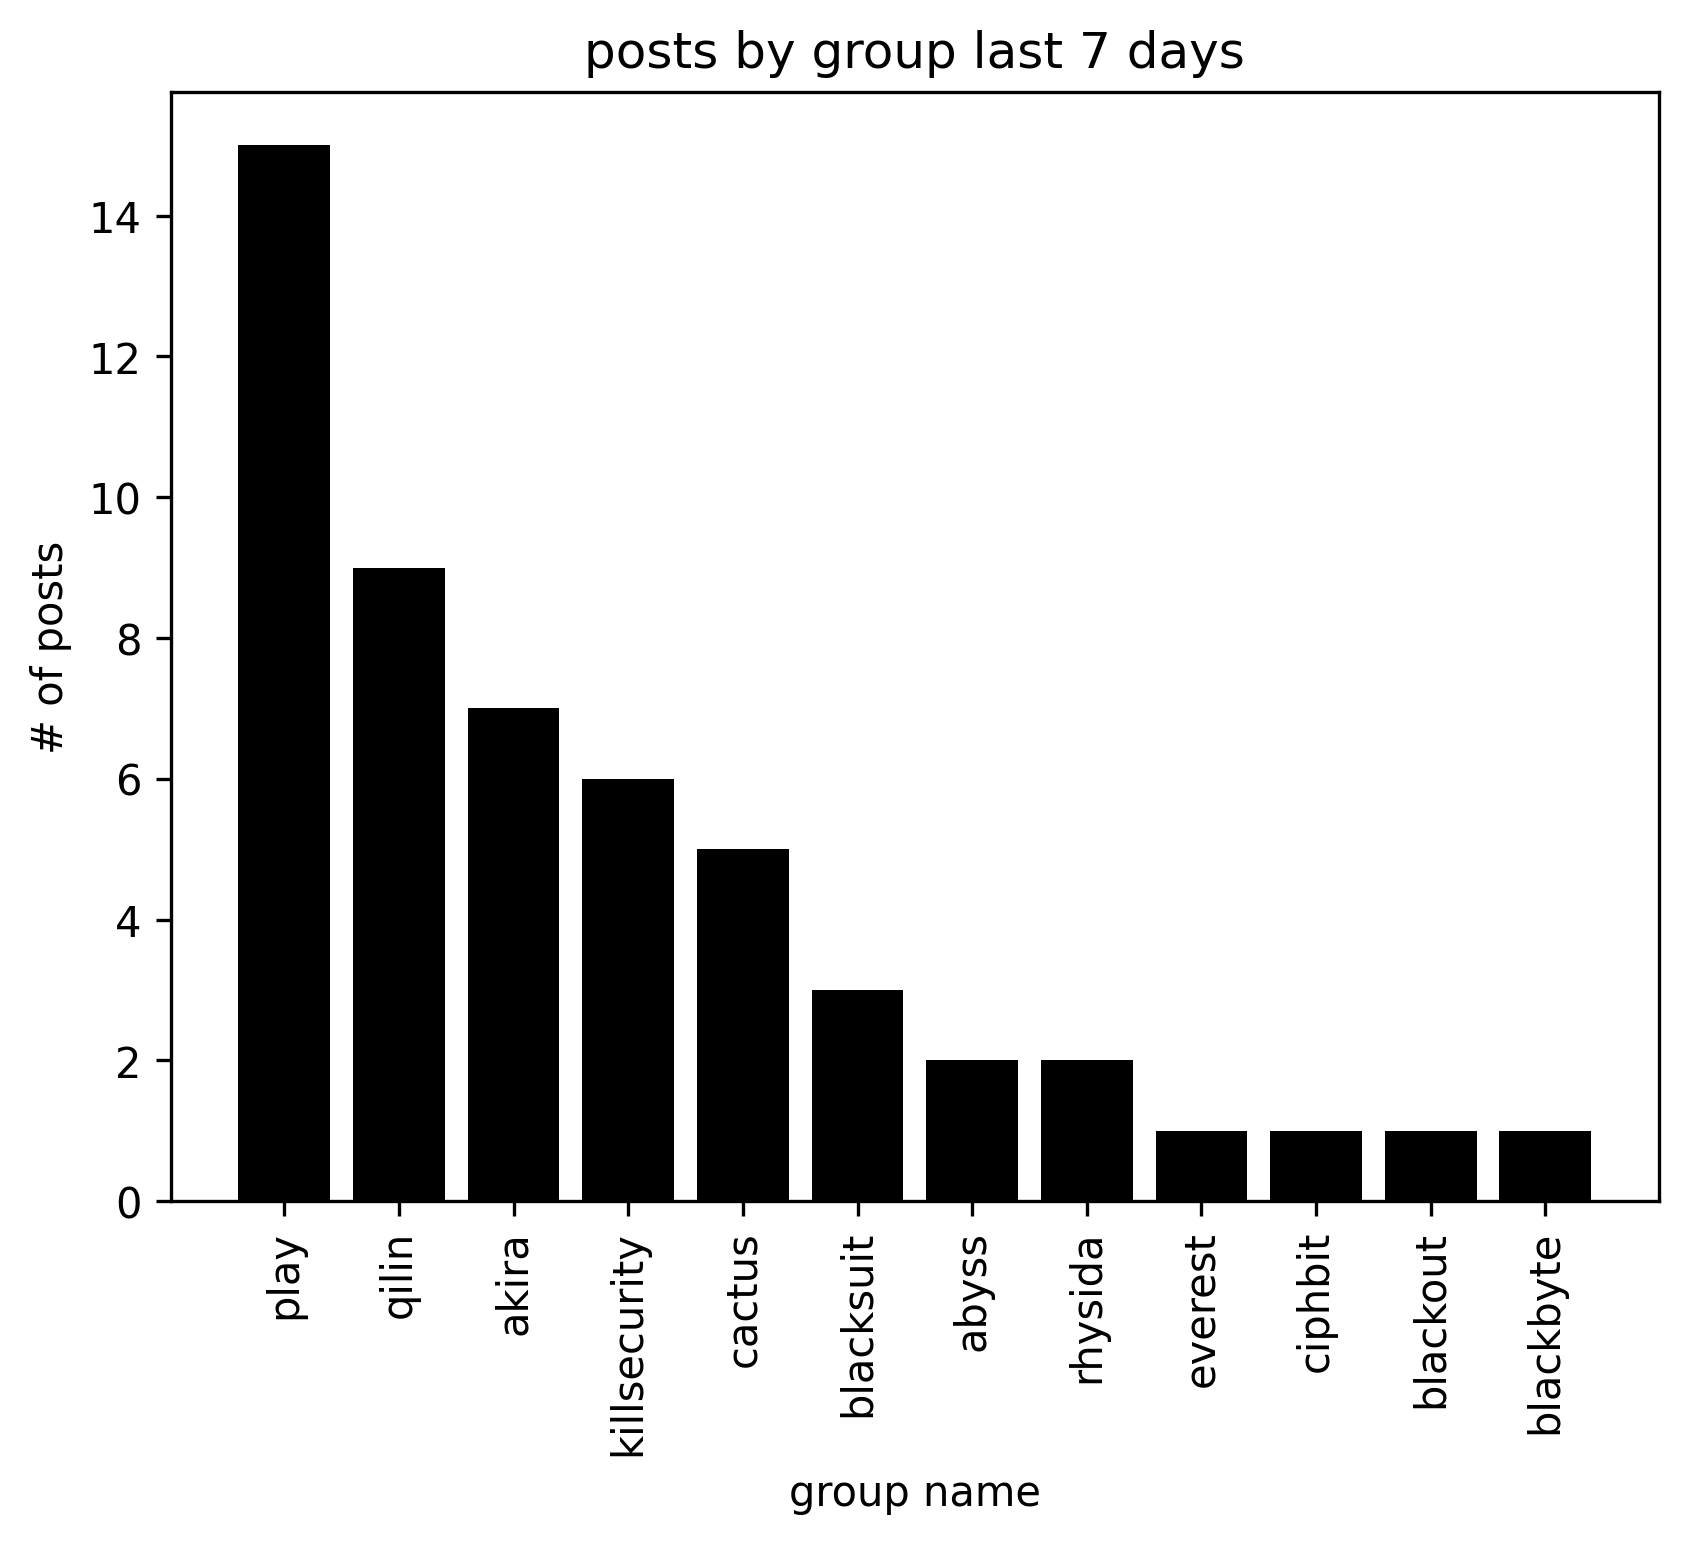 posts by group last 7 days
# of posts
14
12
10
8
6
4
2
0
play
qilin
akira
killsecurity
cactus
blacksuit
abyss
rhysida
everest
ciphbit
blackout
blackbyte
group name